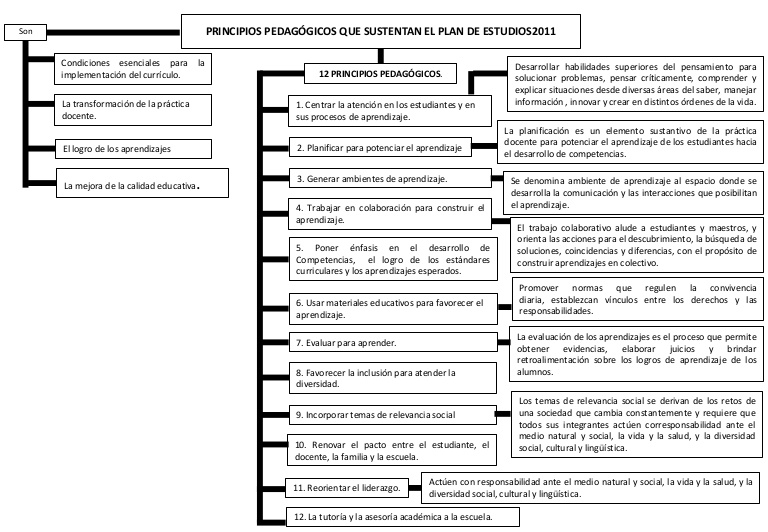 Son
PRINCIPIOS PEDAGÓGICOS QUE SUSTENTAN EL PLAN DE ESTUDIOS2011
Condiciones esenciales para la
implementación del currículo.
La transformación de la práctica
docente.
El logro de los aprendizajes
La mejora de la calidad educativa.
12 PRINCIPIOS PEDAGÓGICOS.
1. Centrar la atención en los estudiantes y en
sus procesos de aprendizaje.
Desarrollar habilidades superiores del pensamiento para
solucionar problemas, pensar críticamente, comprender y
explicar situaciones desde diversas áreas del saber, manejar
información , innovar y crear en distintos órdenes de la vida.
2. Planificar para potenciar el aprendizaje
La planificación es un elemento sustantivo de la práctica
docente para potenciar el aprendizaje de los estudiantes hacia
el desarrollo de competencias.
3. Generar ambientes de aprendizaje.
Se denomina ambiente de aprendizaje al espacio donde se
desarrolla la comunicación y las interacciones que posibilitan
el aprendizaje.
4. Trabajar en colaboración para construir el
aprendizaje.
El trabajo colaborativo alude a estudiantes y maestros, y
orienta las acciones para el descubrimiento, la búsqueda de
soluciones, coincidencias y diferencias, con el propósito de
construir aprendizajes en colectivo.
5. Poner énfasis en el desarrollo de
Competencias, el logro de los estándares
curriculares y los aprendizajes esperados.
6. Usar materiales educativos para favorecer el
aprendizaje.
Promover normas que regulen la convivencia
diaria, establezcan vínculos entre los derechos y las
responsabilidades.
7. Evaluar para aprender.
La evaluación de los aprendizajes es el proceso que permite
obtener evidencias, elaborar juicios y brindar
retroalimentación sobre los logros de aprendizaje de los
alumnos.
8. Favorecer la inclusión para atender la
diversidad.
9. Incorporar temas de relevancia social
Los temas de relevancia social se derivan de los retos de
una sociedad que cambia constantemente y requiere que
todos sus integrantes actúen corresponsabilidad ante el
medio natural y social, la vida y la salud, y la diversidad
social, cultural y lingüística.
10. Renovar el pacto entre el estudiante, el
docente, la familia y la escuela.
11. Reorientar el liderazgo.
Actúen con responsabilidad ante el medio natural y social, la vida y la salud, y la
diversidad social, cultural y lingüística.
12. La tutoría y la asesoría académica a la escuela.